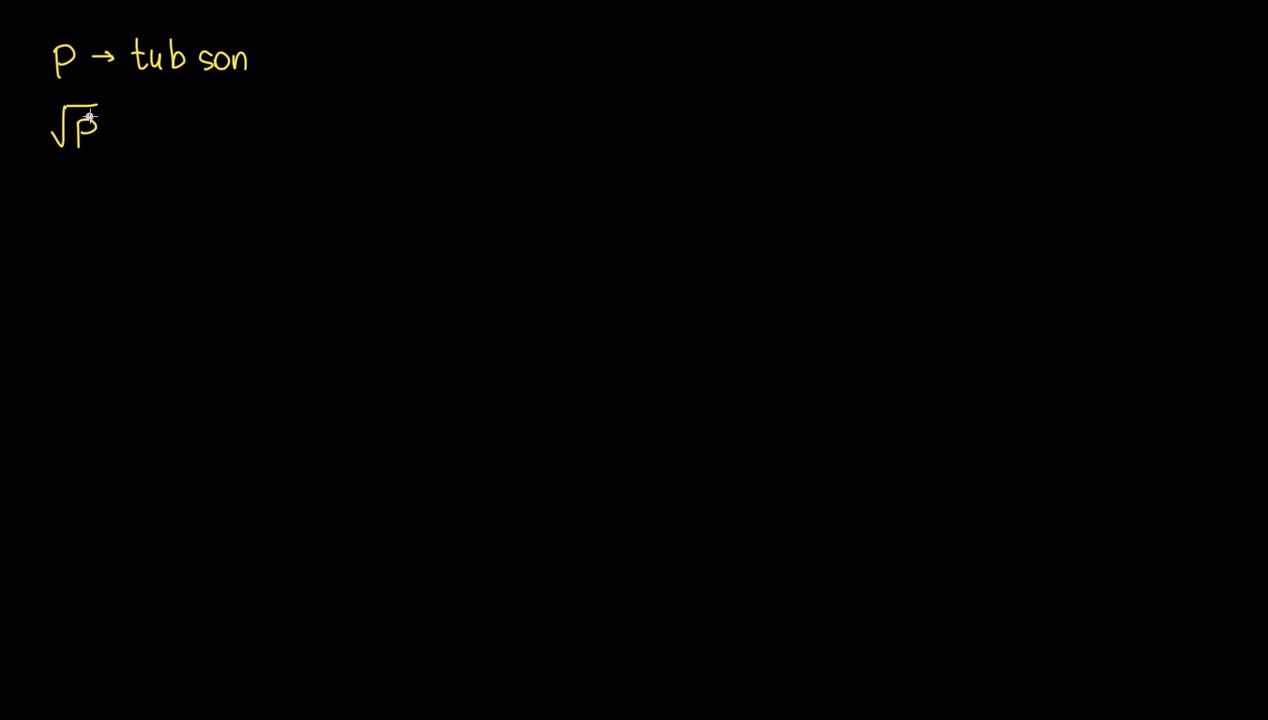 p → tub son
√p